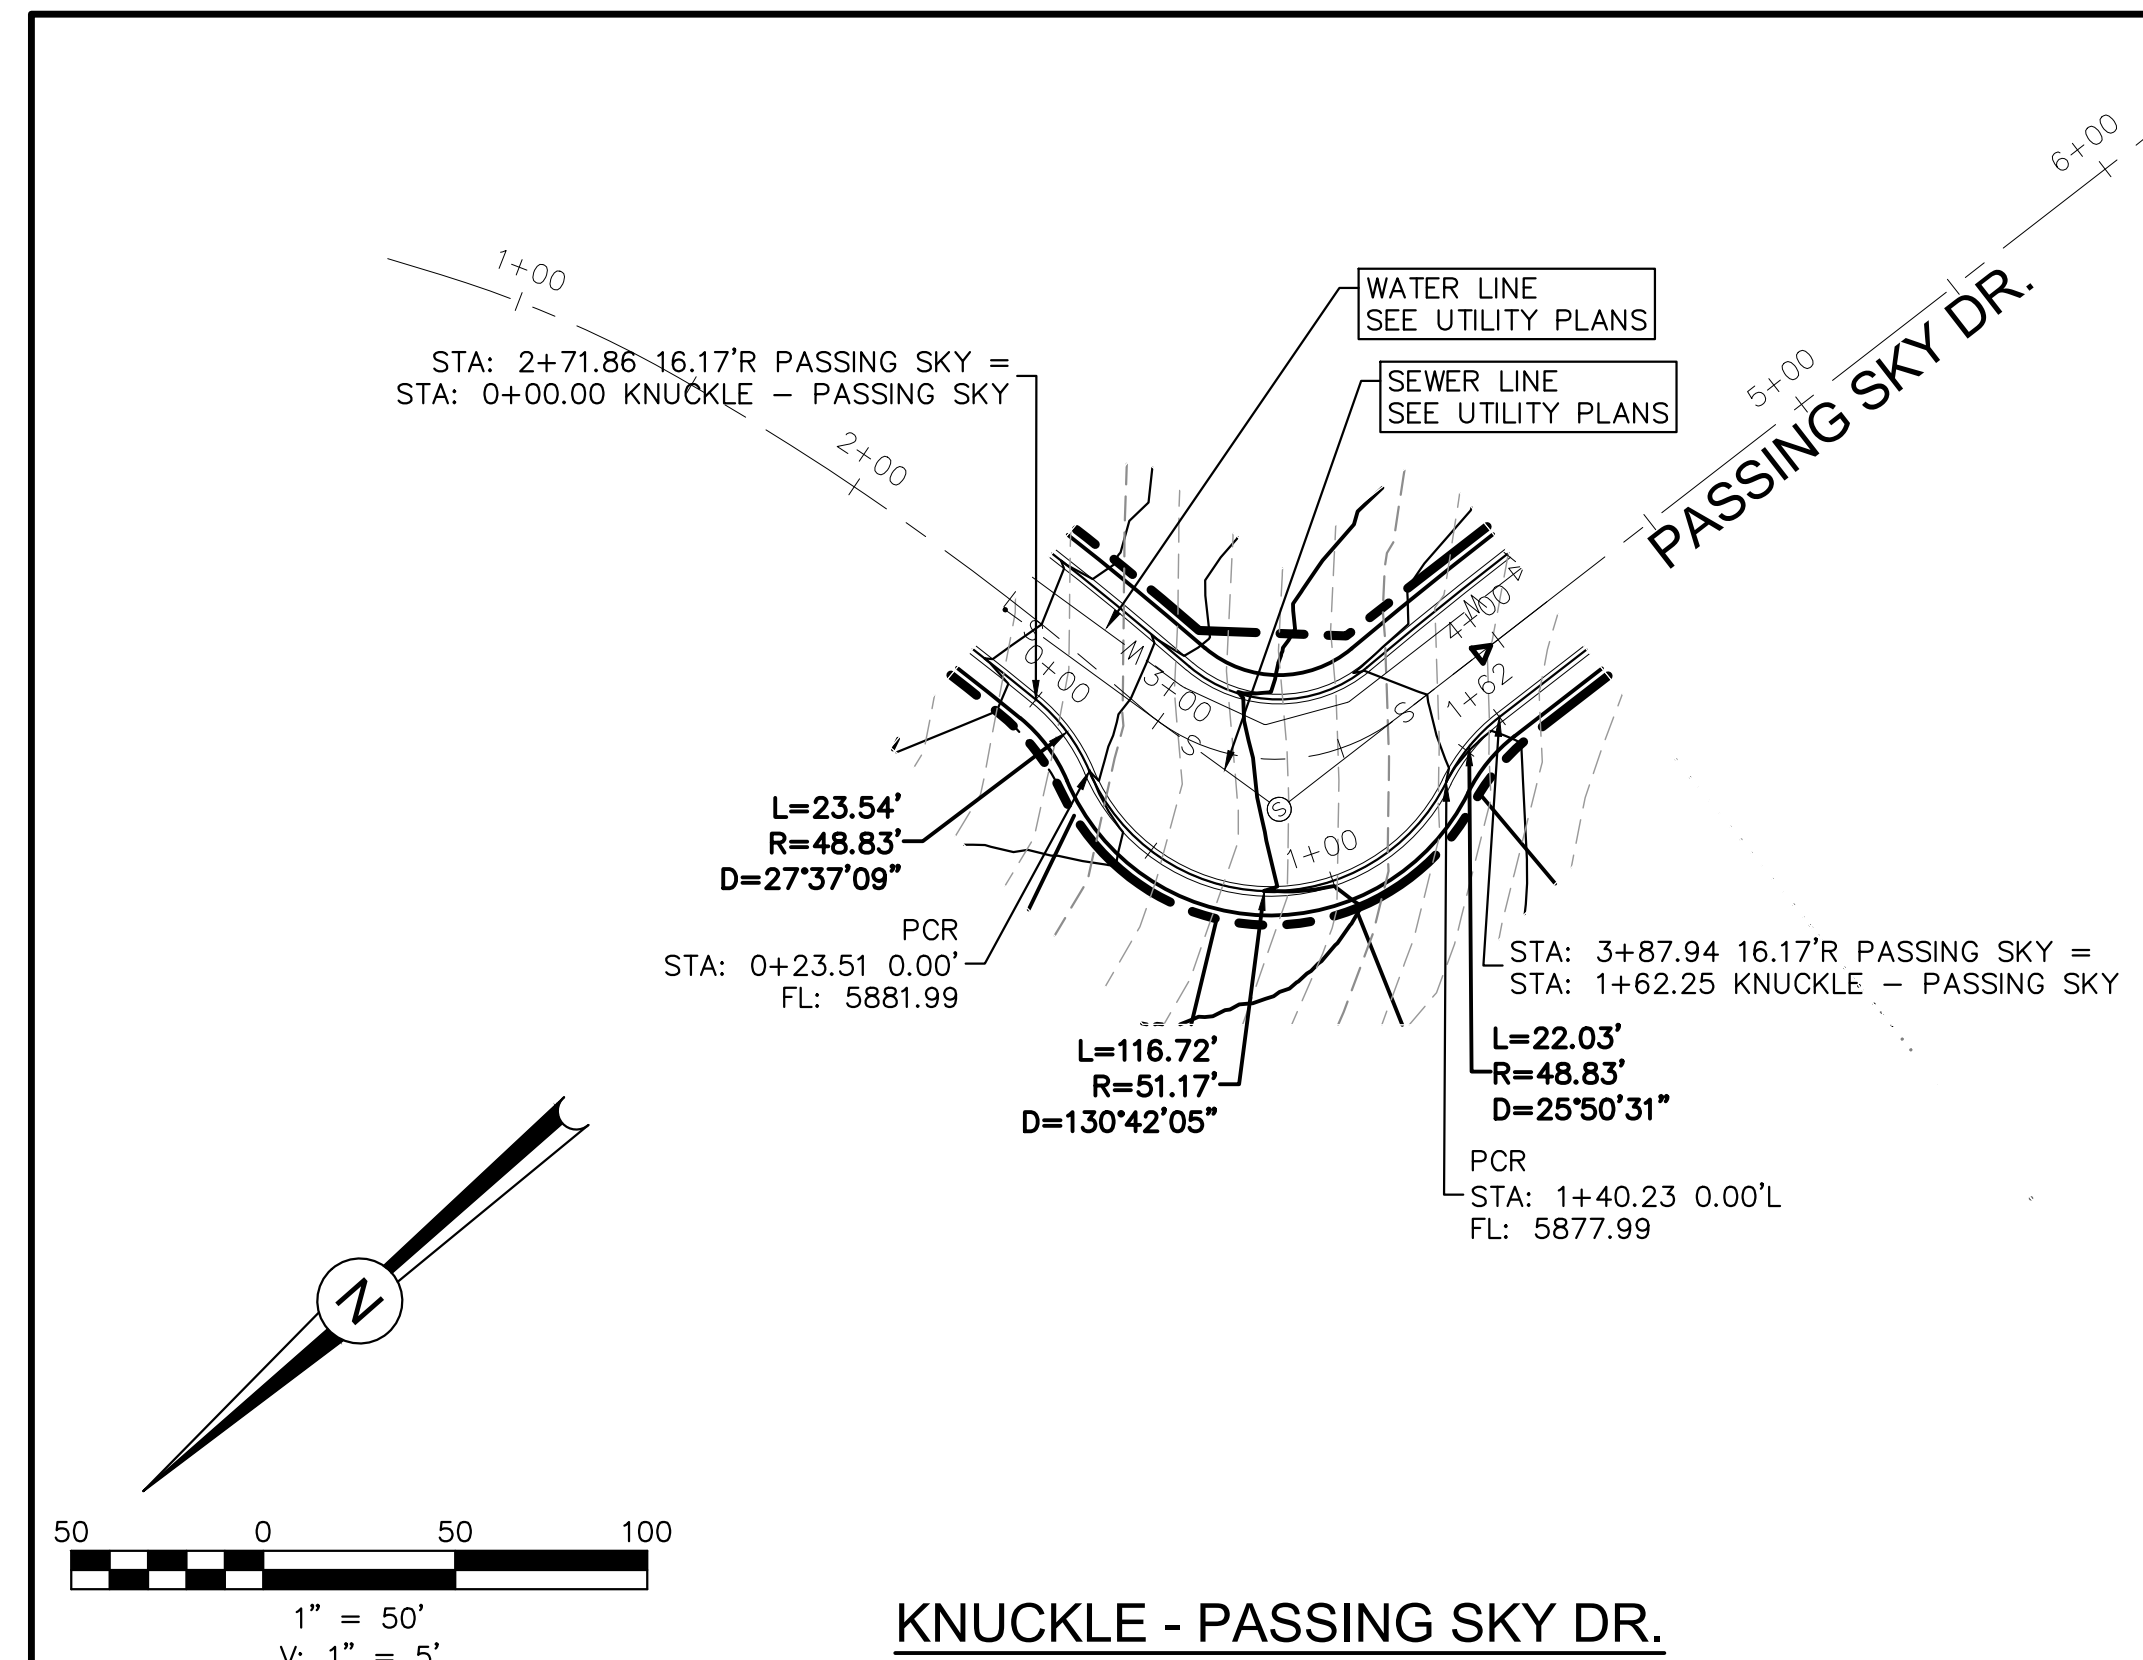 6+00
1+00
WATER LINE
SEE UTILITY PLANS
STA: 2+71.86 16.17'R PASSING SKY =
STA: 0+00.00 KNUCKLE - PASSING SKY
SEWER LINE
SEE UTILITY PLANS
5+00
PASSING SKY DR.
2+00
W
4+00
S
0+00
W
3+00
S
S
1+62
S
1+00
L=23.54'
R=48.83'
D=27°37'09"
PCR
STA: 0+23.51 0.00'
FL: 5881.99
STA: 3+87.94 16.17'R PASSING SKY =
STA: 1+62.25 KNUCKLE - PASSING SKY
L=116.72'
R=51.17'
D=130°42'05"
L=22.03'
R=48.83'
D=25°50'31"
PCR
STA: 1+40.23 0.00'L
FL: 5877.99
N
50 0 50 100
1" = 50'
V: 1" = 5'
KNUCKLE - PASSING SKY DR.